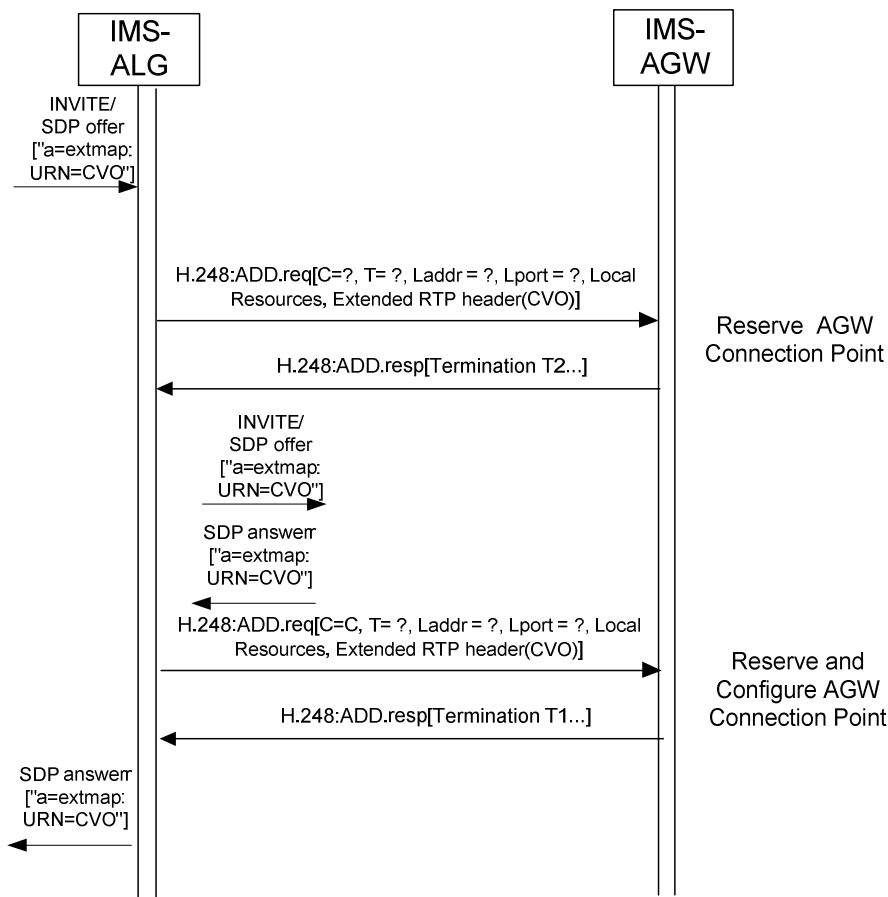 IMS-
ALG
IMS-
AGW
INVITE/
SDP offer
["a=extmap:
URN=CVO"]
H.248:ADD.req[C=?, T= ?, Laddr = ?, Lport = ?, Local
Resources, Extended RTP header(CVO)]
Reserve AGW
Connection Point
H.248:ADD.resp[Termination T2...]
INVITE/
SDP offer
["a=extmap:
URN=CVO"]
SDP answerr
["a=extmap:
URN=CVO"]
H.248:ADD.req[C=C, T= ?, Laddr = ?, Lport = ?, Local
Resources, Extended RTP header(CVO)]
Reserve and
Configure AGW
Connection Point
H.248:ADD.resp[Termination T1...]
SDP answerr
["a=extmap:
URN=CVO"]